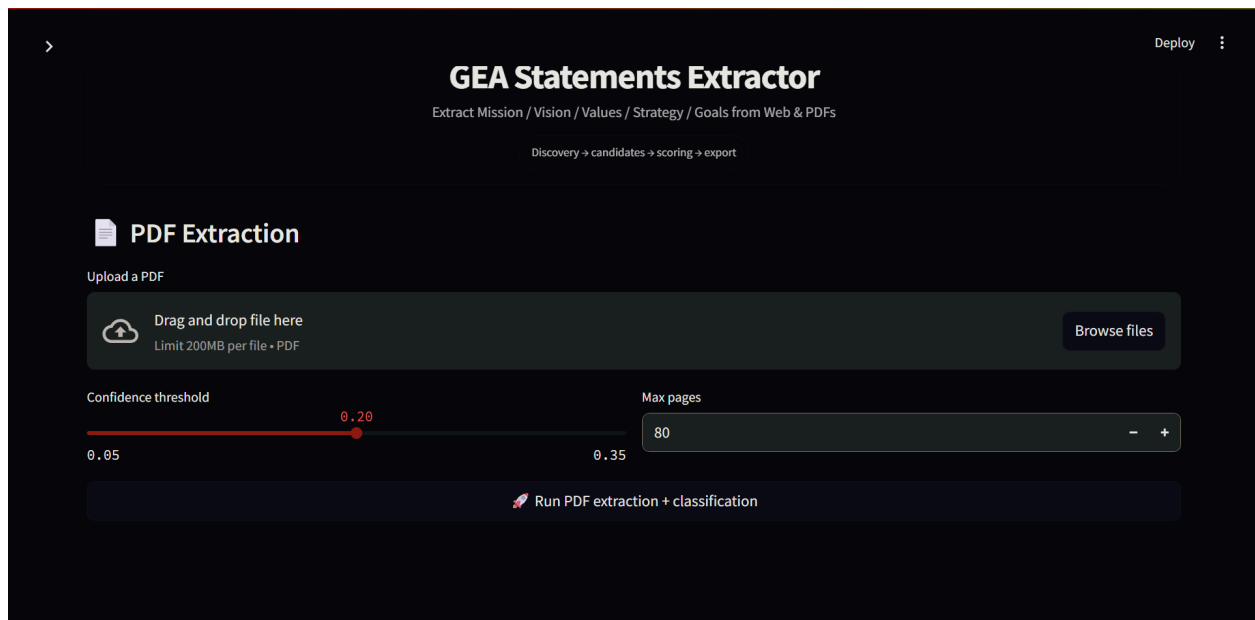 Deploy
GEA Statements Extractor
Extract Mission / Vision / Values / Strategy / Goals from Web & PDFs
Discovery → candidates → scoring → export
PDF Extraction
Upload a PDF
Drag and drop file here
Limit 200MB per file • PDF
Browse files
Confidence threshold
0.20
0.05
0.35
Max pages
80
Run PDF extraction + classification